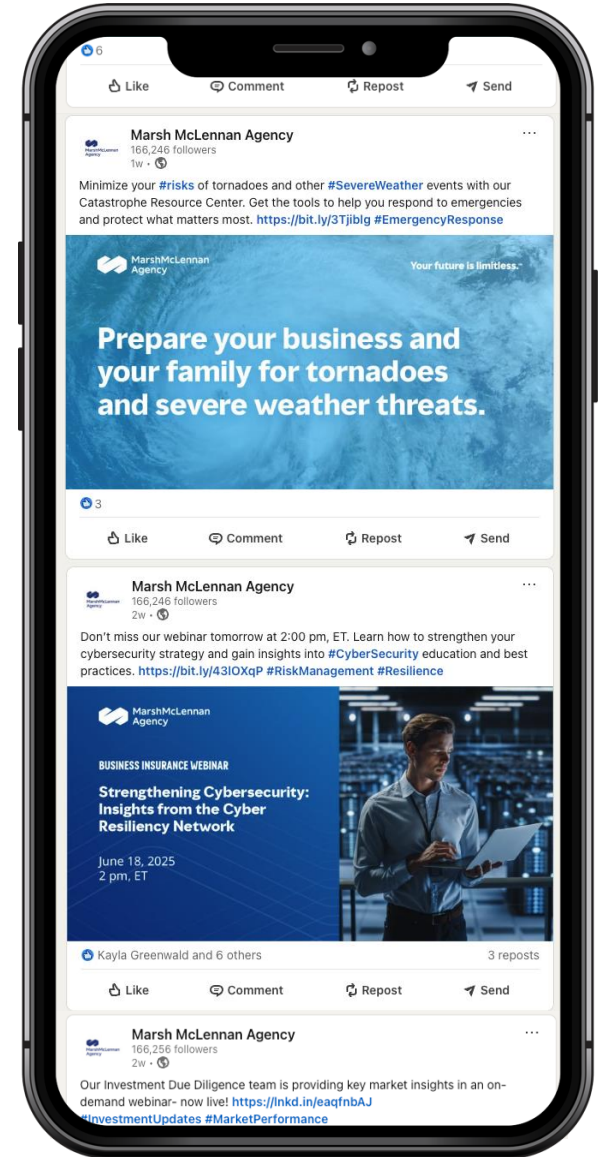 6
Like Comment Repost Send
Marsh McLennan Agency
166,246 followers
1w •
...
MarshMcLennan
Agency
Minimize your #risks of tornadoes and other #SevereWeather events with our
Catastrophe Resource Center. Get the tools to help you respond to emergencies
and protect what matters most. https://bit.ly/3Tjiblg #EmergencyResponse
MarshMcLennan
Agency
Your future is limitless.™
Prepare your business and
your family for tornadoes
and severe weather threats.
3
Like Comment Repost Send
Marsh McLennan Agency
166,246 followers
2w •
...
MarshMcLennan
Agency
Don't miss our webinar tomorrow at 2:00 pm, ET. Learn how to strengthen your
cybersecurity strategy and gain insights into #CyberSecurity education and best
practices. https://bit.ly/43lOXqP #RiskManagement #Resilience
MarshMcLennan
Agency
BUSINESS INSURANCE WEBINAR
Strengthening Cybersecurity:
Insights from the Cyber
Resiliency Network
June 18, 2025
2 pm, ET
Kayla Greenwald and 6 others 3 reposts
Like Comment Repost Send
Marsh McLennan Agency
166,256 followers
2w •
...
MarshMcLennan
Agency
Our Investment Due Diligence team is providing key market insights in an on-
demand webinar- now live! https://lnkd.in/eaqfnbAJ
#InvestmentUpdates #MarketPerformance